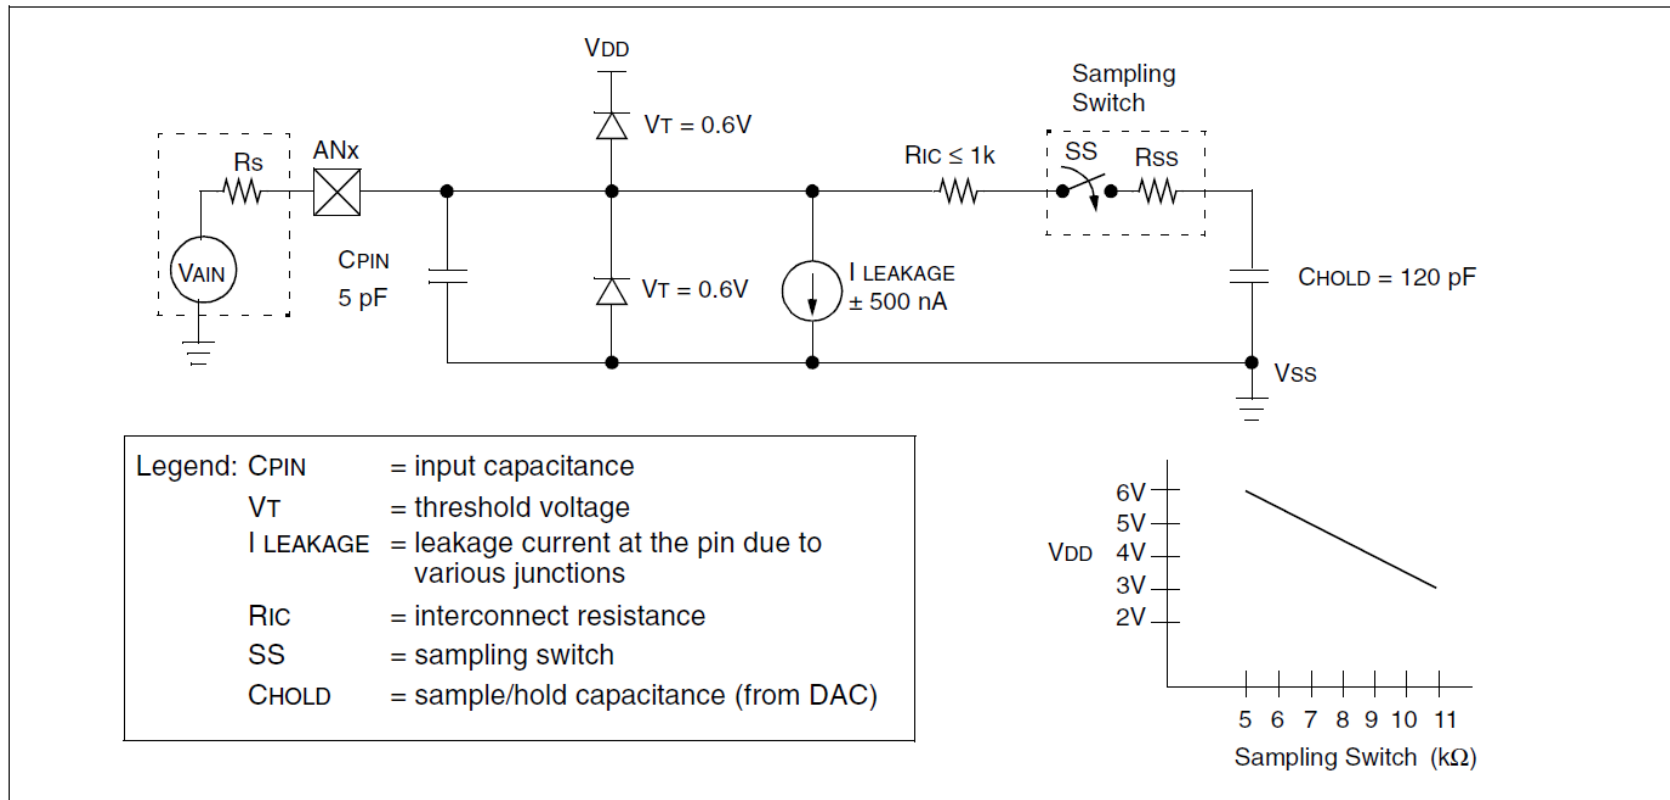 VDD
Sampling
Switch
VT = 0.6V
RS
ANx
RIC ≤ 1k
SS
RSS
VAIN
CPIN
5 pF
VT = 0.6V
I LEAKAGE
± 500 nA
CHOLD = 120 pF
VSS
Legend: CPIN = input capacitance
VT = threshold voltage
I LEAKAGE = leakage current at the pin due to
various junctions
RIC = interconnect resistance
SS = sampling switch
CHOLD = sample/hold capacitance (from DAC)
6V
5V
VDD 4V
3V
2V
5 6 7 8 9 10 11
Sampling Switch (kΩ)